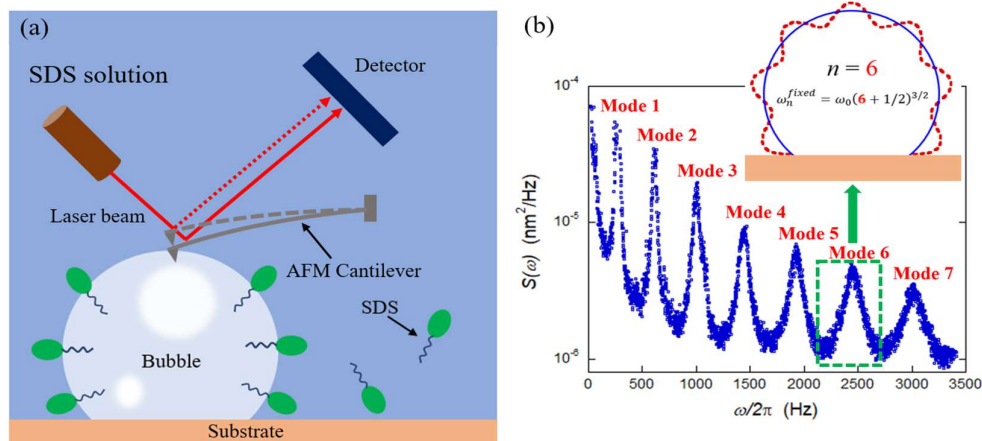 (a)
SDS solution
Detector
Laser beam
AFM Cantilever
SDS
Bubble
Substrate
(b)
n = 6
ω_n^{fixed} = ω₀(6 + 1/2)^{3/2}
10⁻⁴
10⁻⁵
10⁻⁶
S(ω) (nm²/Hz)
Mode 1
Mode 2
Mode 3
Mode 4
Mode 5
Mode 6
Mode 7
0 500 1000 1500 2000 2500 3000 3500
ω/2π (Hz)